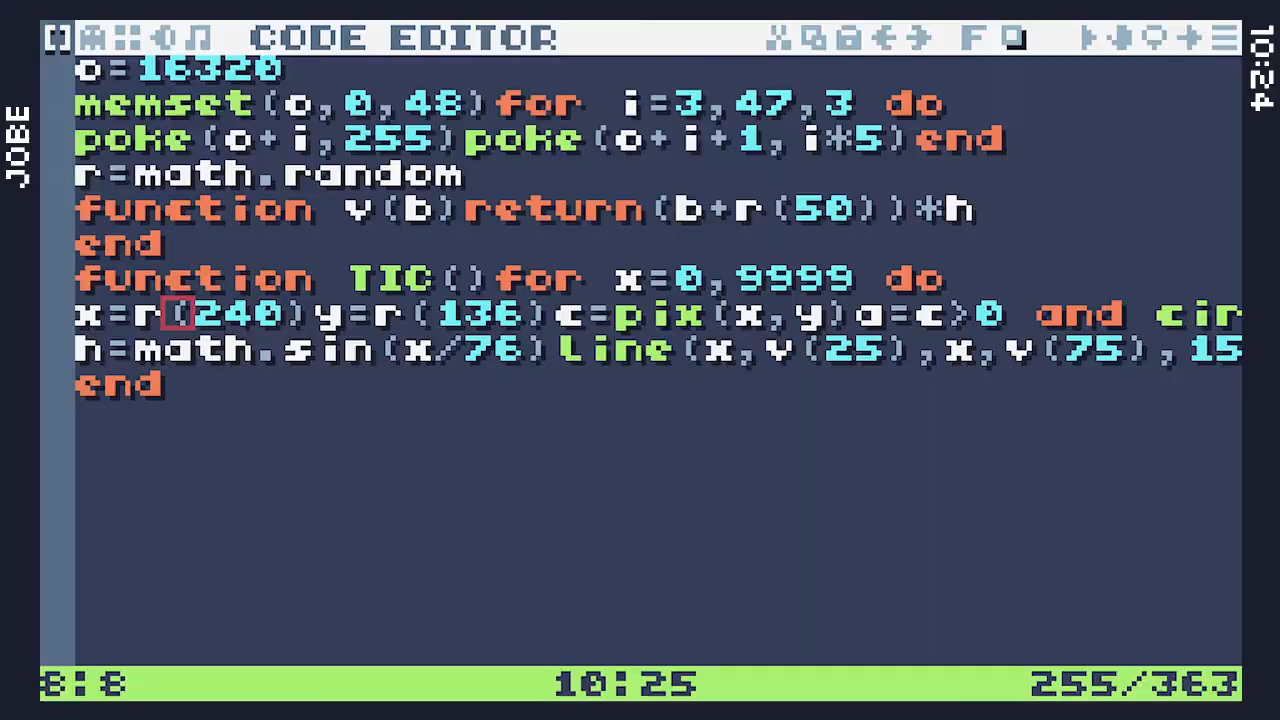 CODE EDITOR
JOBE
10:24
o=16320
memset(o,0,48)for i=3,47,3 do
poke(o+i,255)poke(o+i+1,i*5)end
r=math.random
function v(b)return(b+r(50))*h
end
function TIC()for x=0,9999 do
x=r(240)y=r(136)c=pix(x,y)a=c>0 and cir
h=math.sin(x/76)line(x,v(25),x,v(75),15
end
8:8 10:25 255/363